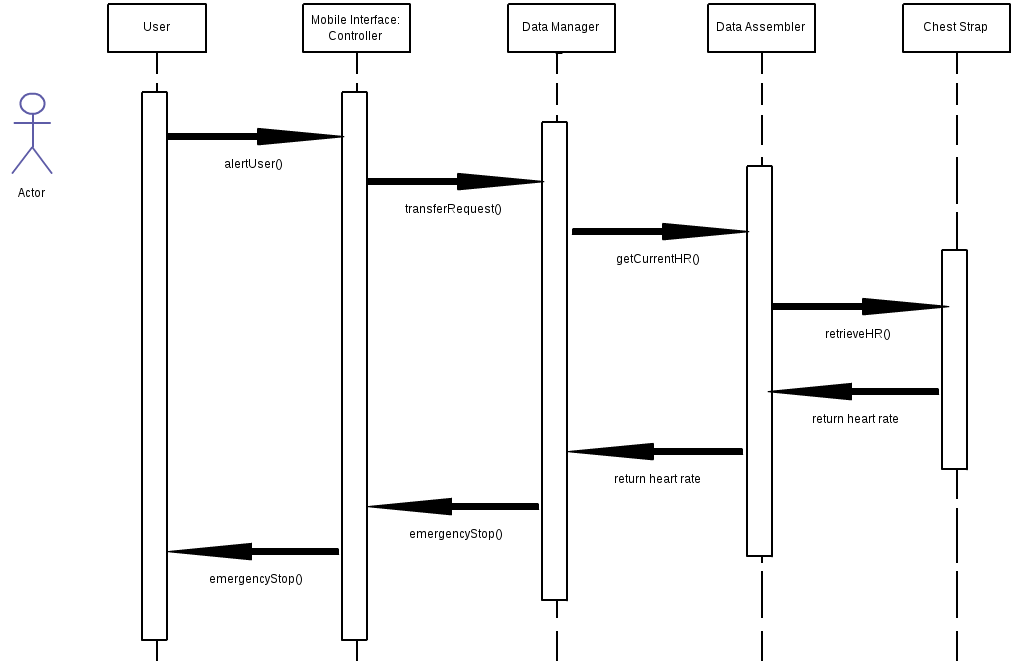 User
Mobile Interface:
Controller
Data Manager
Data Assembler
Chest Strap
Actor
alertUser()
transferRequest()
getCurrentHR()
retrieveHR()
return heart rate
return heart rate
emergencyStop()
emergencyStop()